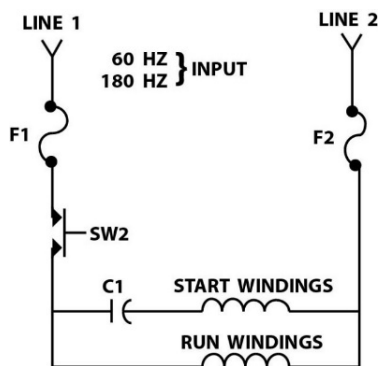 LINE 1
LINE 2
60 HZ
180 HZ
} INPUT
F1
F2
SW2
C1
START WINDINGS
RUN WINDINGS